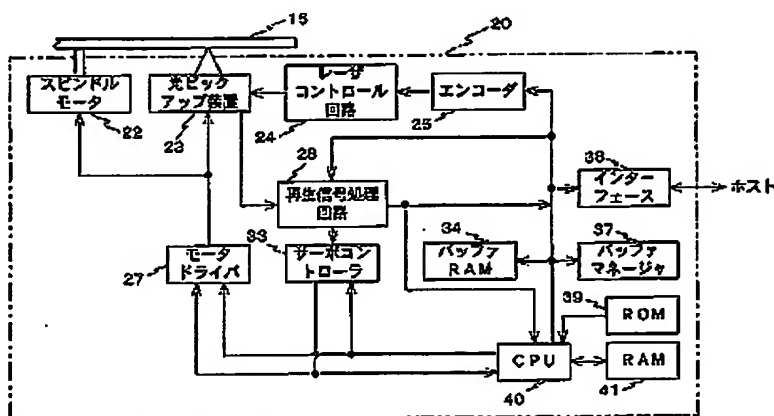 15
20
スピンドル
モータ
22
光ピック
アップ装置
23
レーザ
コントロール
回路
24
エンコーダ
25
28
再生信号処理
回路
38
インター
フェース
ホスト
33
サーボコン
トローラ
34
バッファ
RAM
37
バッファ
マネージャ
モータ
ドライバ
27
39
ROM
CPU
40
RAM
41